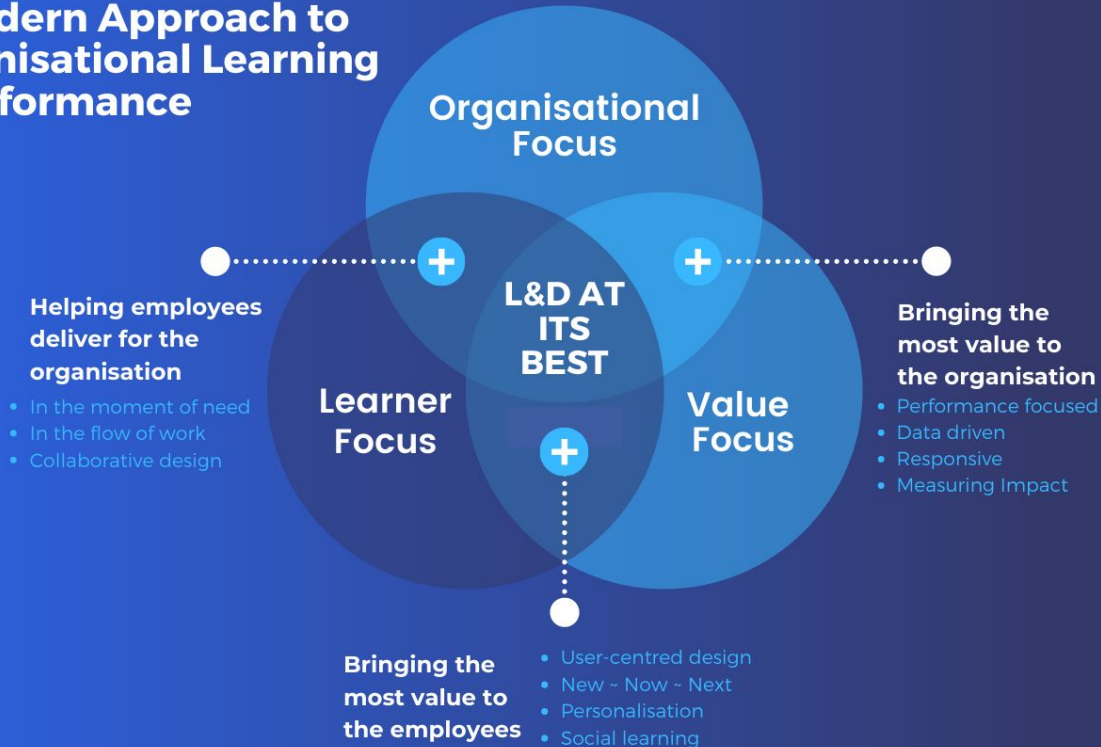 dern Approach to
nisational Learning
formance
Organisational
Focus
L&D AT
ITS
BEST
Learner
Focus
Value
Focus
Helping employees
deliver for the
organisation
• In the moment of need
• In the flow of work
• Collaborative design
Bringing the
most value to
the organisation
• Performance focused
• Data driven
• Responsive
• Measuring Impact
Bringing the
most value to
the employees
• User-centred design
• New ~ Now ~ Next
• Personalisation
• Social learning